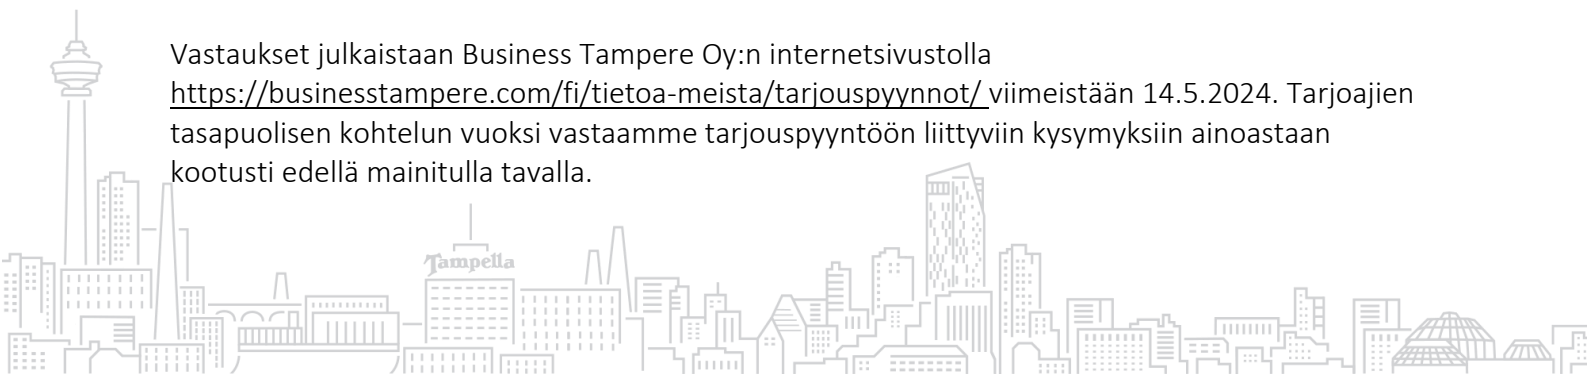 Vastaukset julkaistaan Business Tampere Oy:n internetsivustolla
https://businesstampere.com/fi/tietoa-meista/tarjouspyynnot/ viimeistään 14.5.2024. Tarjoajien
tasapuolisen kohtelun vuoksi vastaamme tarjouspyyntöön liittyviin kysymyksiin ainoastaan
kootusti edellä mainitulla tavalla.
Tampella